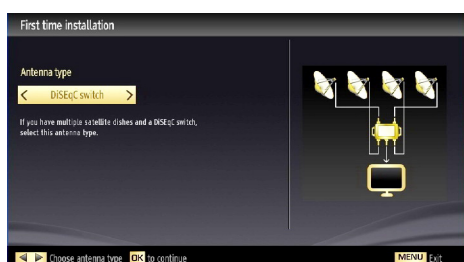 First time installation
Antenna type
DiSEqC switch
If you have multiple satellite dishes and a DiSEqC switch,
select this antenna type.
Choose antenna type OK to continue
MENU Exit